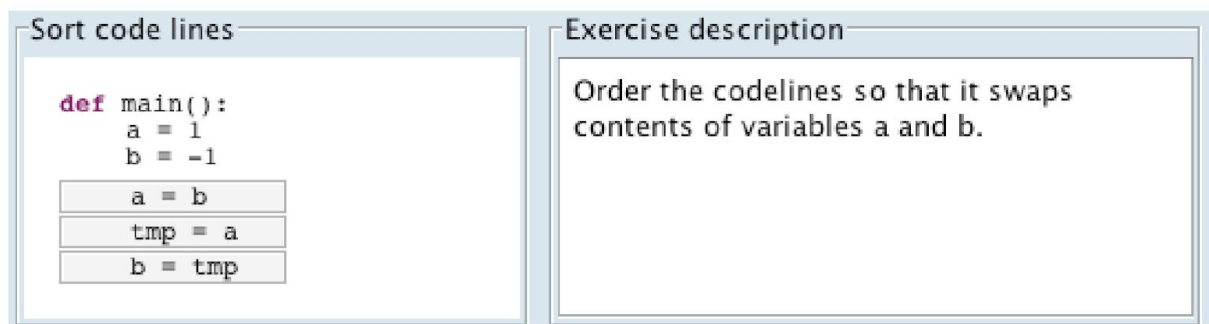 Sort code lines
def main():
a = 1
b = -1
a = b
tmp = a
b = tmp
Exercise description
Order the codelines so that it swaps
contents of variables a and b.